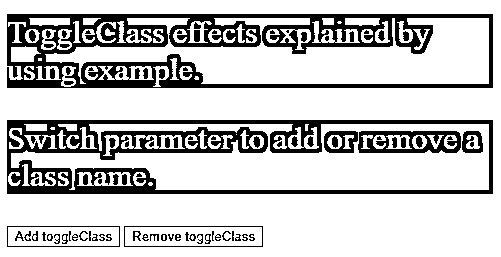 ToggleClass effects explained by
using example.
Switch parameter to add or remove a
class name.
Add toggleClass Remove toggleClass